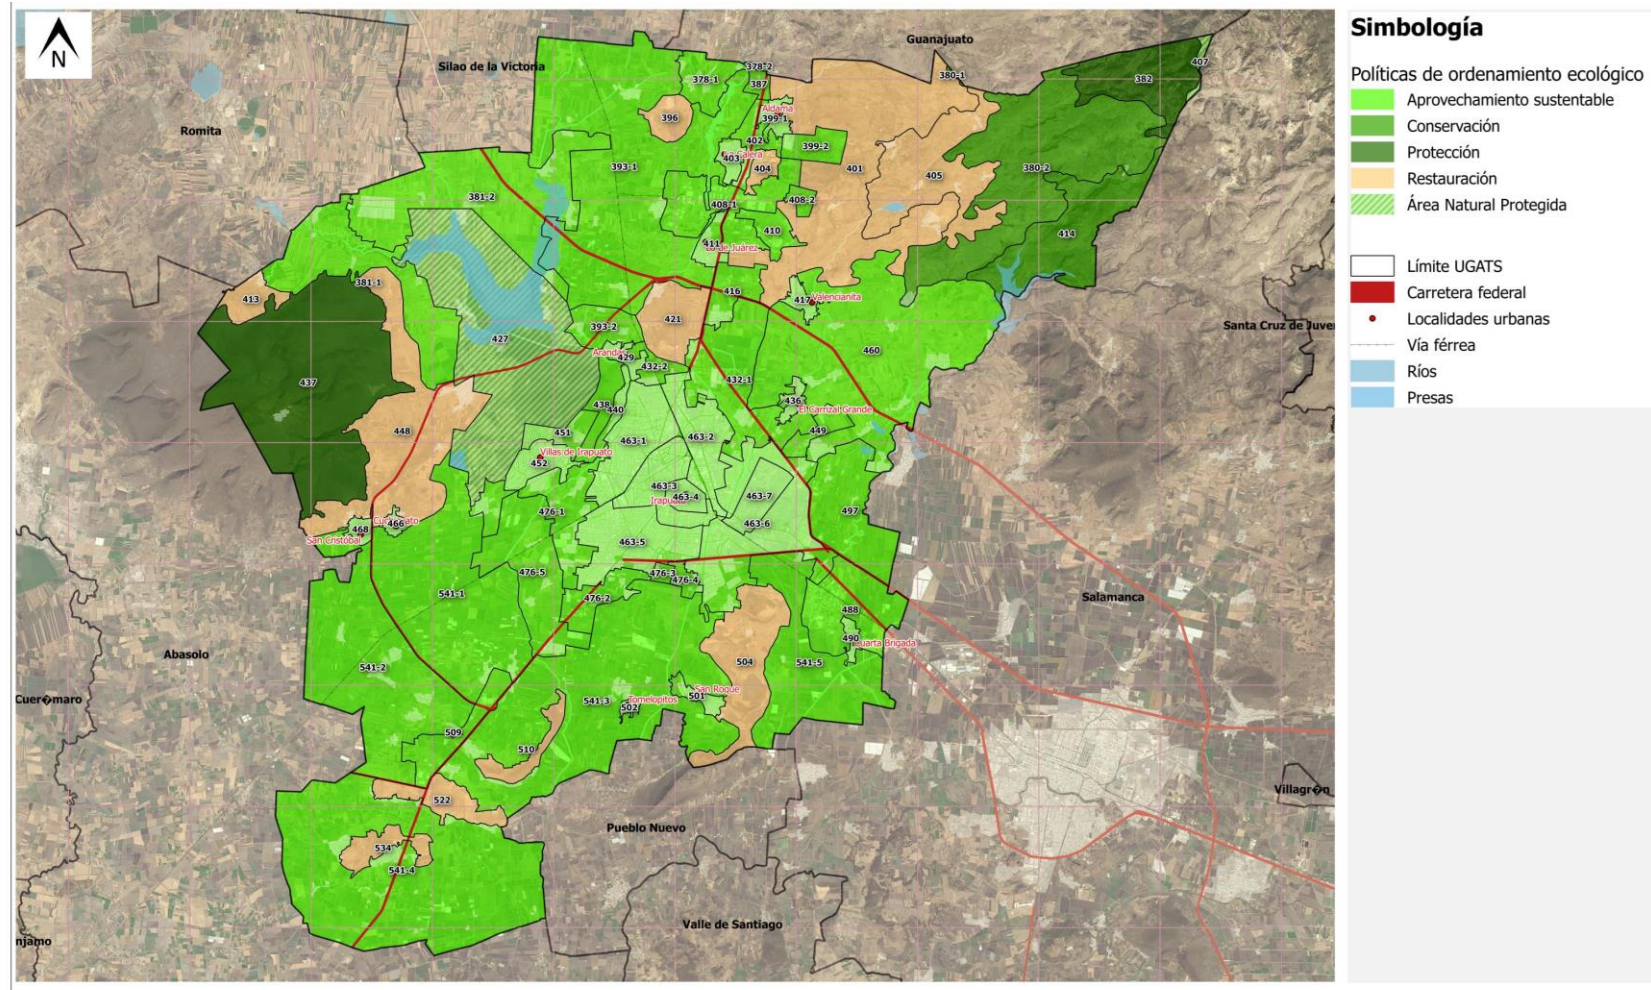 N
Guanajuato
Silao de la Victoria
Romita
Santa Cruz de Juver
Salamanca
Abasolo
Cuer�maro
Villagr�n
Pueblo Nuevo
Valle de Santiago
njamo
378-1
378-2
387
380-1
407
382
Aldama
396
399-1
402
399-2
403
404
401
405
380-2
393-1
381-2
408-1
408-2
410
414
411
de Juárez
381-1
413
416
417
Valencianita
427
393-2
421
Arandas
429
432-2
460
437
432-1
438
440
436
El Carrizal Grande
448
451
463-1
463-2
449
Villas de Irapuato
452
463-3
463-4
463-7
476-1
463-6
497
468
466
San Cristóbal
463-5
476-5
476-3
476-4
541-1
476-2
488
490
541-2
504
541-5
541-3
502
Tomelopitos
501
San Roque
509
510
522
534
541-4
Simbología
Políticas de ordenamiento ecológico
Aprovechamiento sustentable
Conservación
Protección
Restauración
Área Natural Protegida
Límite UGATS
Carretera federal
Localidades urbanas
Vía férrea
Ríos
Presas